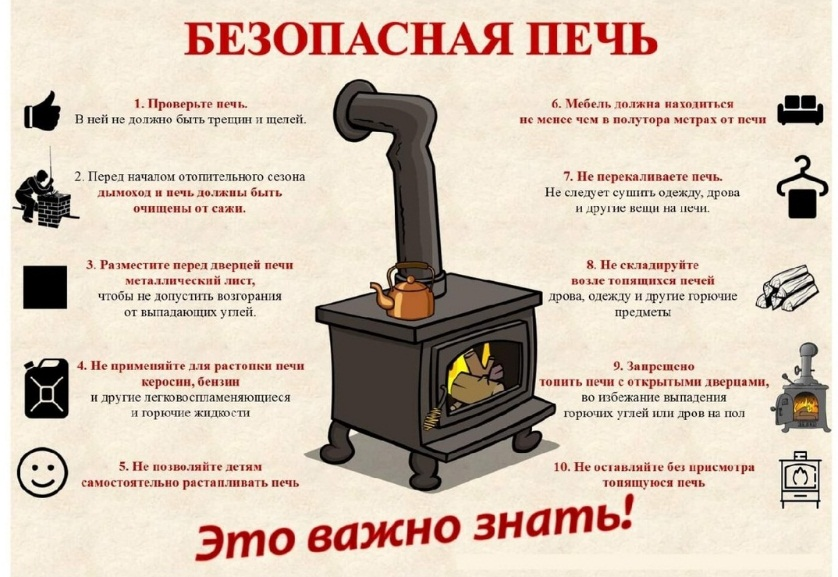 БЕЗОПАСНАЯ ПЕЧЬ
1. Проверьте печь.
В ней не должно быть трещин и щелей.
2. Перед началом отопительного сезона
дымоход и печь должны быть
очищены от сажи.
3. Разместите перед дверцей печи
металлический лист,
чтобы не допустить возгорания
от выпадающих углей.
4. Не применяйте для растопки печи
керосин, бензин
и другие легковоспламеняющиеся
и горючие жидкости
5. Не позволяйте детям
самостоятельно растапливать печь
6. Мебель должна находиться
не менее чем в полутора метрах от печи
7. Не перекаливаете печь.
Не следует сушить одежду, дрова
и другие вещи на печи.
8. Не складируйте
возле топящихся печей
дрова, одежду и другие горючие
предметы
9. Запрещено
топить печи с открытыми дверцами,
во избежание выпадения
горючих углей или дров на пол
10. Не оставляйте без присмотра
топящуюся печь
Это важно знать!